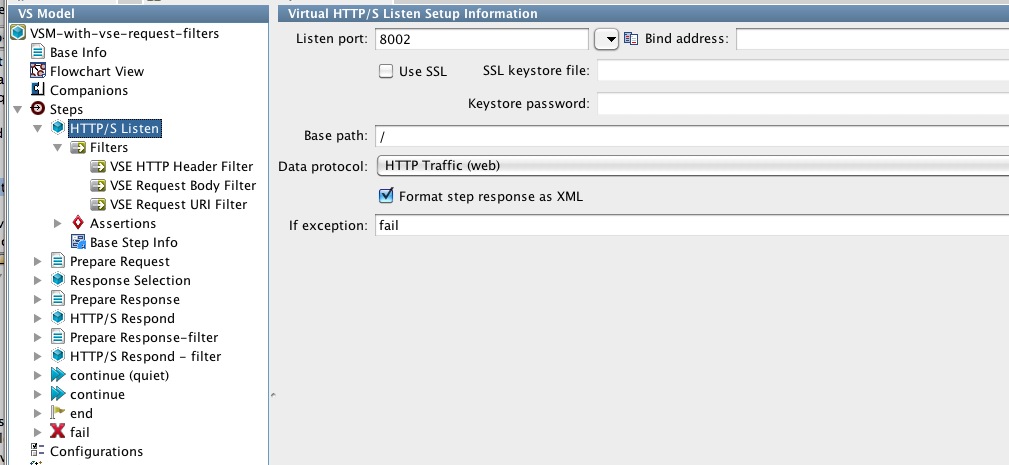 VS Model
VSM-with-vse-request-filters
Base Info
Flowchart View
Companions
Steps
HTTP/S Listen
Filters
VSE HTTP Header Filter
VSE Request Body Filter
VSE Request URI Filter
Assertions
Base Step Info
Prepare Request
Response Selection
Prepare Response
HTTP/S Respond
Prepare Response-filter
HTTP/S Respond - filter
continue (quiet)
continue
end
fail
Configurations
Virtual HTTP/S Listen Setup Information
Listen port: 8002 Bind address:
Use SSL SSL keystore file:
Keystore password:
Base path: /
Data protocol: HTTP Traffic (web)
Format step response as XML
If exception: fail